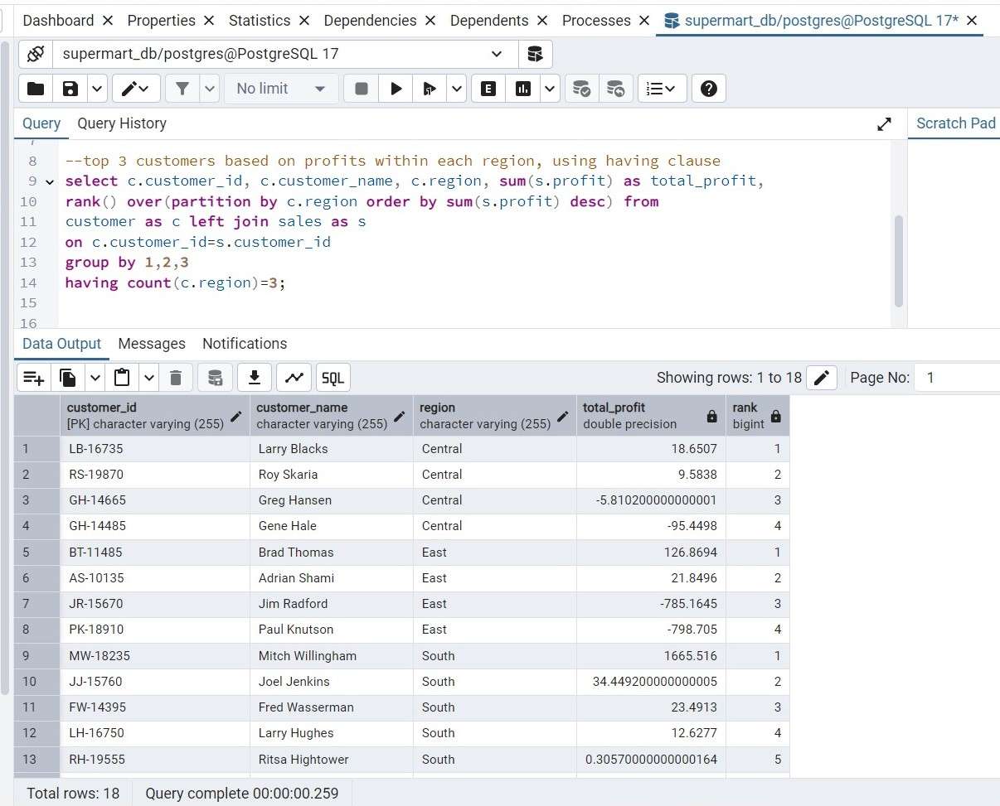 Dashboard Properties Statistics Dependencies Dependents Processes supermart_db/postgres@PostgreSQL 17*
supermart_db/postgres@PostgreSQL 17
No limit
Query Query History Scratch Pad
7
8 --top 3 customers based on profits within each region, using having clause
9 select c.customer_id, c.customer_name, c.region, sum(s.profit) as total_profit,
10 rank() over(partition by c.region order by sum(s.profit) desc) from
11 customer as c left join sales as s
12 on c.customer_id=s.customer_id
13 group by 1,2,3
14 having count(c.region)=3;
15
16
Data Output Messages Notifications
SQL Showing rows: 1 to 18 Page No: 1
customer_id customer_name region total_profit rank
[PK] character varying (255) character varying (255) character varying (255) double precision bigint
1 LB-16735 Larry Blacks Central 18.6507 1
2 RS-19870 Roy Skaria Central 9.5838 2
3 GH-14665 Greg Hansen Central -5.810200000000001 3
4 GH-14485 Gene Hale Central -95.4498 4
5 BT-11485 Brad Thomas East 126.8694 1
6 AS-10135 Adrian Shami East 21.8496 2
7 JR-15670 Jim Radford East -785.1645 3
8 PK-18910 Paul Knutson East -798.705 4
9 MW-18235 Mitch Willingham South 1665.516 1
10 JJ-15760 Joel Jenkins South 34.449200000000005 2
11 FW-14395 Fred Wasserman South 23.4913 3
12 LH-16750 Larry Hughes South 12.6277 4
13 RH-19555 Ritsa Hightower South 0.30570000000000164 5
Total rows: 18 Query complete 00:00:00.259